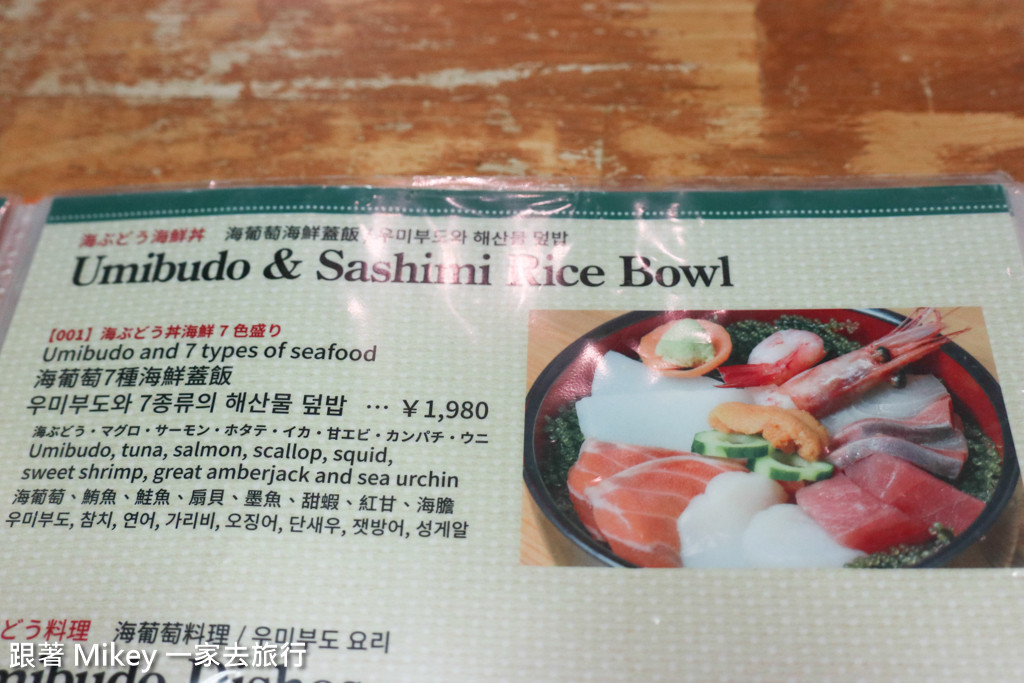 海ぶどう海鮮丼 海葡萄海鮮蓋飯 / 우미부도와 해산물 덮밥
Umibudo & Sashimi Rice Bowl
【001】海ぶどう丼海鮮7色盛り
Umibudo and 7 types of seafood
海葡萄7種海鮮蓋飯
우미부도와 7종류의 해산물 덮밥 … ¥1,980
海ぶどう・マグロ・サーモン・ホタテ・イカ・甘エビ・カンパチ・ウニ
Umibudo, tuna, salmon, scallop, squid,
sweet shrimp, great amberjack and sea urchin
海葡萄、鮪魚、鮭魚、扇貝、墨魚、甜蝦、紅甘、海膽
우미부도, 참치, 연어, 가리비, 오징어, 단새우, 잿방어, 성게알
どう料理 海葡萄料理 / 우미부도 요리
跟著 Mikey 一家去旅行
mibudo Dishes